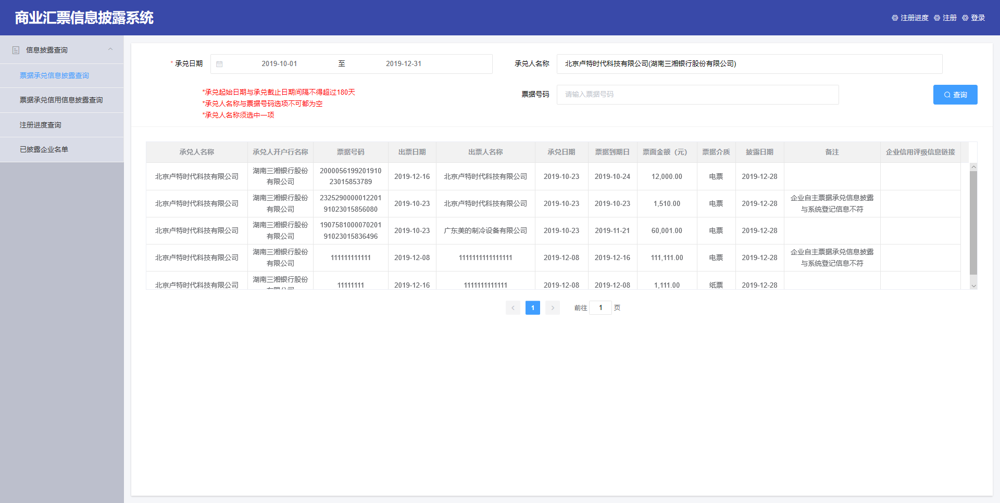 商业汇票信息披露系统
注册进度 注册 登录
信息披露查询
票据承兑信息披露查询
票据承兑信用信息披露查询
注册进度查询
已披露企业名单
* 承兑日期 2019-10-01 至 2019-12-31 承兑人名称 北京卢特时代科技有限公司(湖南三湘银行股份有限公司)
*承兑起始日期与承兑截止日期间隔不得超过180天
*承兑人名称与票据号码选项不可都为空
*承兑人名称须选中一项
票据号码 请输入票据号码 查询
承兑人名称 承兑人开户行名称 票据号码 出票日期 出票人名称 承兑日期 票据到期日 票面金额（元） 票据介质 披露日期 备注 企业信用评级信息链接
北京卢特时代科技有限公司 湖南三湘银行股份有限公司 200005619920191023015853789 2019-12-16 北京卢特时代科技有限公司 2019-10-23 2019-10-24 12,000.00 电票 2019-12-28
北京卢特时代科技有限公司 湖南三湘银行股份有限公司 232529000001220191023015856080 2019-10-23 北京卢特时代科技有限公司 2019-10-23 2019-10-23 1,510.00 电票 2019-12-28 企业自主票据承兑信息披露与系统登记信息不符
北京卢特时代科技有限公司 湖南三湘银行股份有限公司 190758100007020191023015836496 2019-10-23 广东美的制冷设备有限公司 2019-10-23 2019-11-21 60,001.00 电票 2019-12-28
北京卢特时代科技有限公司 湖南三湘银行股份有限公司 111111111111 2019-12-08 1111111111111111 2019-12-08 2019-12-16 111,111.00 电票 2019-12-28 企业自主票据承兑信息披露与系统登记信息不符
北京卢特时代科技有限公司 湖南三湘银行股份有限公司 11111111 2019-12-16 1111111111111 2019-12-08 2019-12-08 1,111.00 纸票 2019-12-28
1 前往 1 页